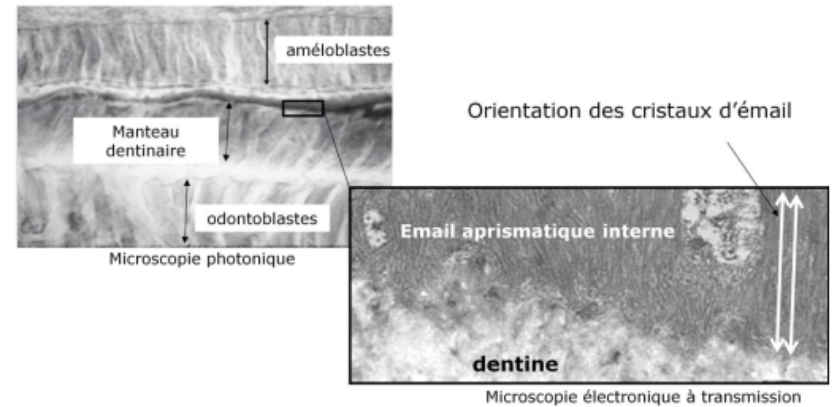 améloblastes
Manteau
dentinaire
odontoblastes
Microscopie photonique
Orientation des cristaux d'émail
Email aprismatique interne
dentine
Microscopie électronique à transmission